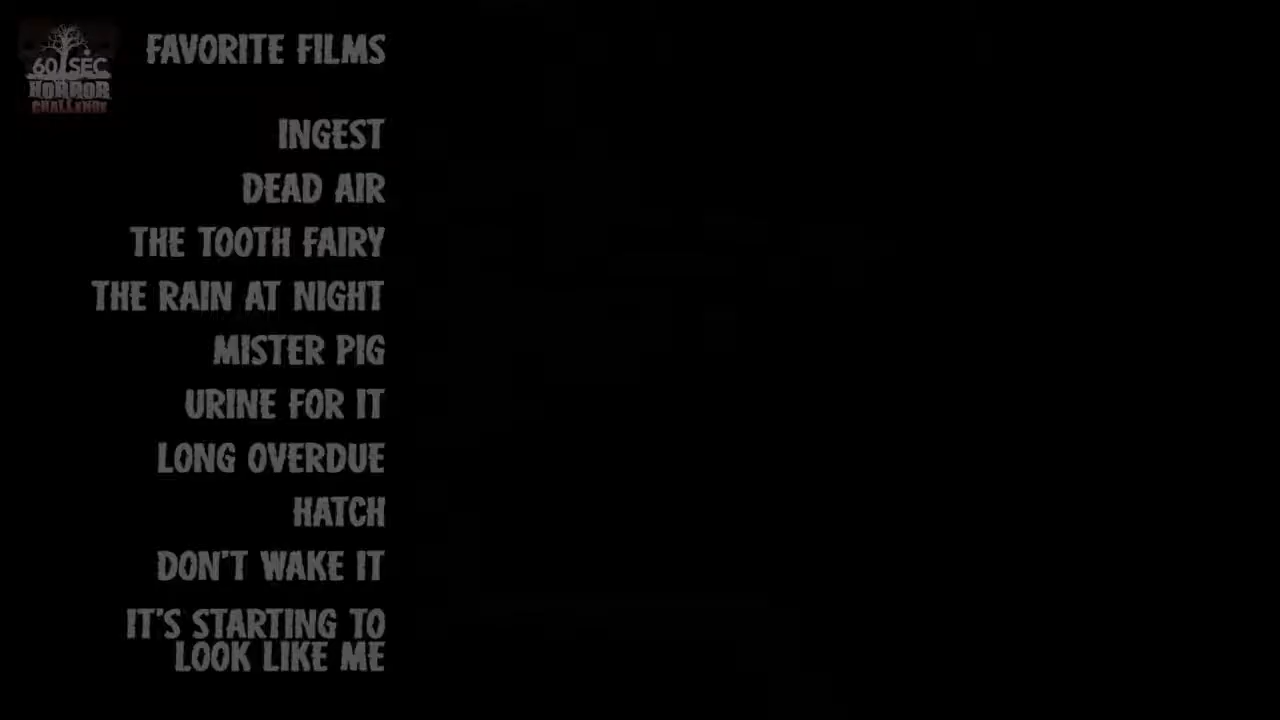 60 SEC
HORROR
CHALLENGE
FAVORITE FILMS
INGEST
DEAD AIR
THE TOOTH FAIRY
THE RAIN AT NIGHT
MISTER PIG
URINE FOR IT
LONG OVERDUE
HATCH
DON'T WAKE IT
IT'S STARTING TO
LOOK LIKE ME